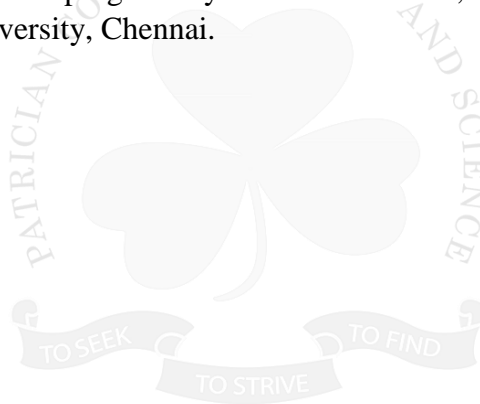 versity, Chennai.
PATRICIAN
AND SCIENCE
TO SEEK
TO STRIVE
TO FIND